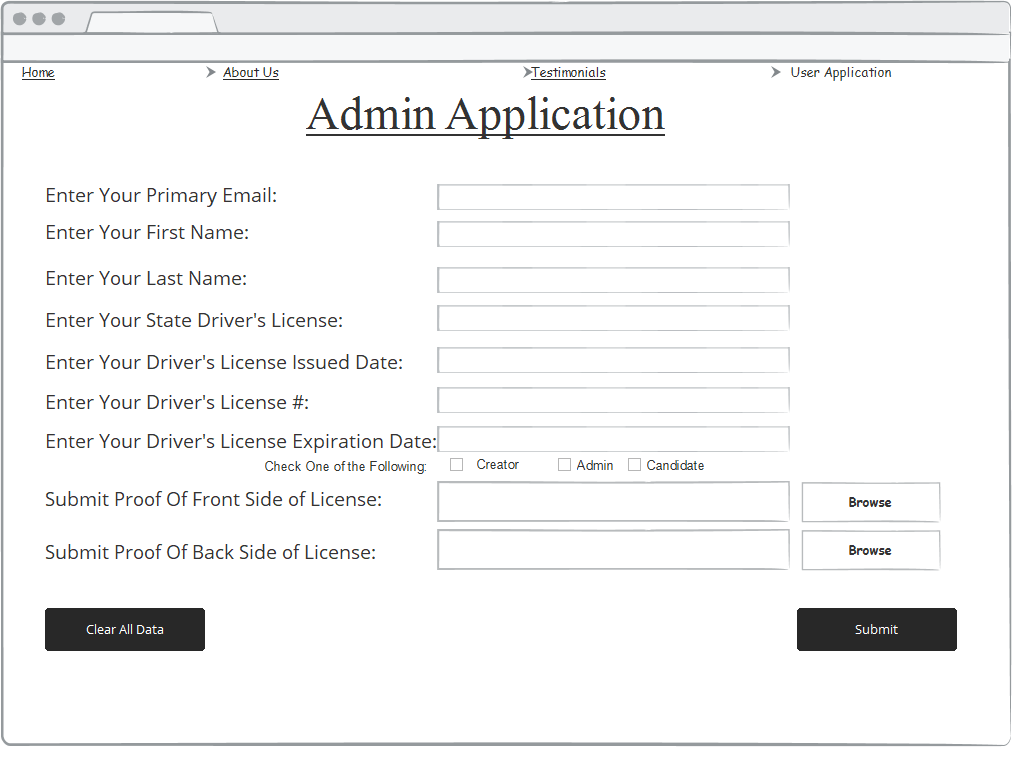 Home About Us Testimonials User Application
Admin Application
Enter Your Primary Email:
Enter Your First Name:
Enter Your Last Name:
Enter Your State Driver's License:
Enter Your Driver's License Issued Date:
Enter Your Driver's License #:
Enter Your Driver's License Expiration Date:
Check One of the Following: Creator Admin Candidate
Submit Proof Of Front Side of License: Browse
Submit Proof Of Back Side of License: Browse
Clear All Data Submit